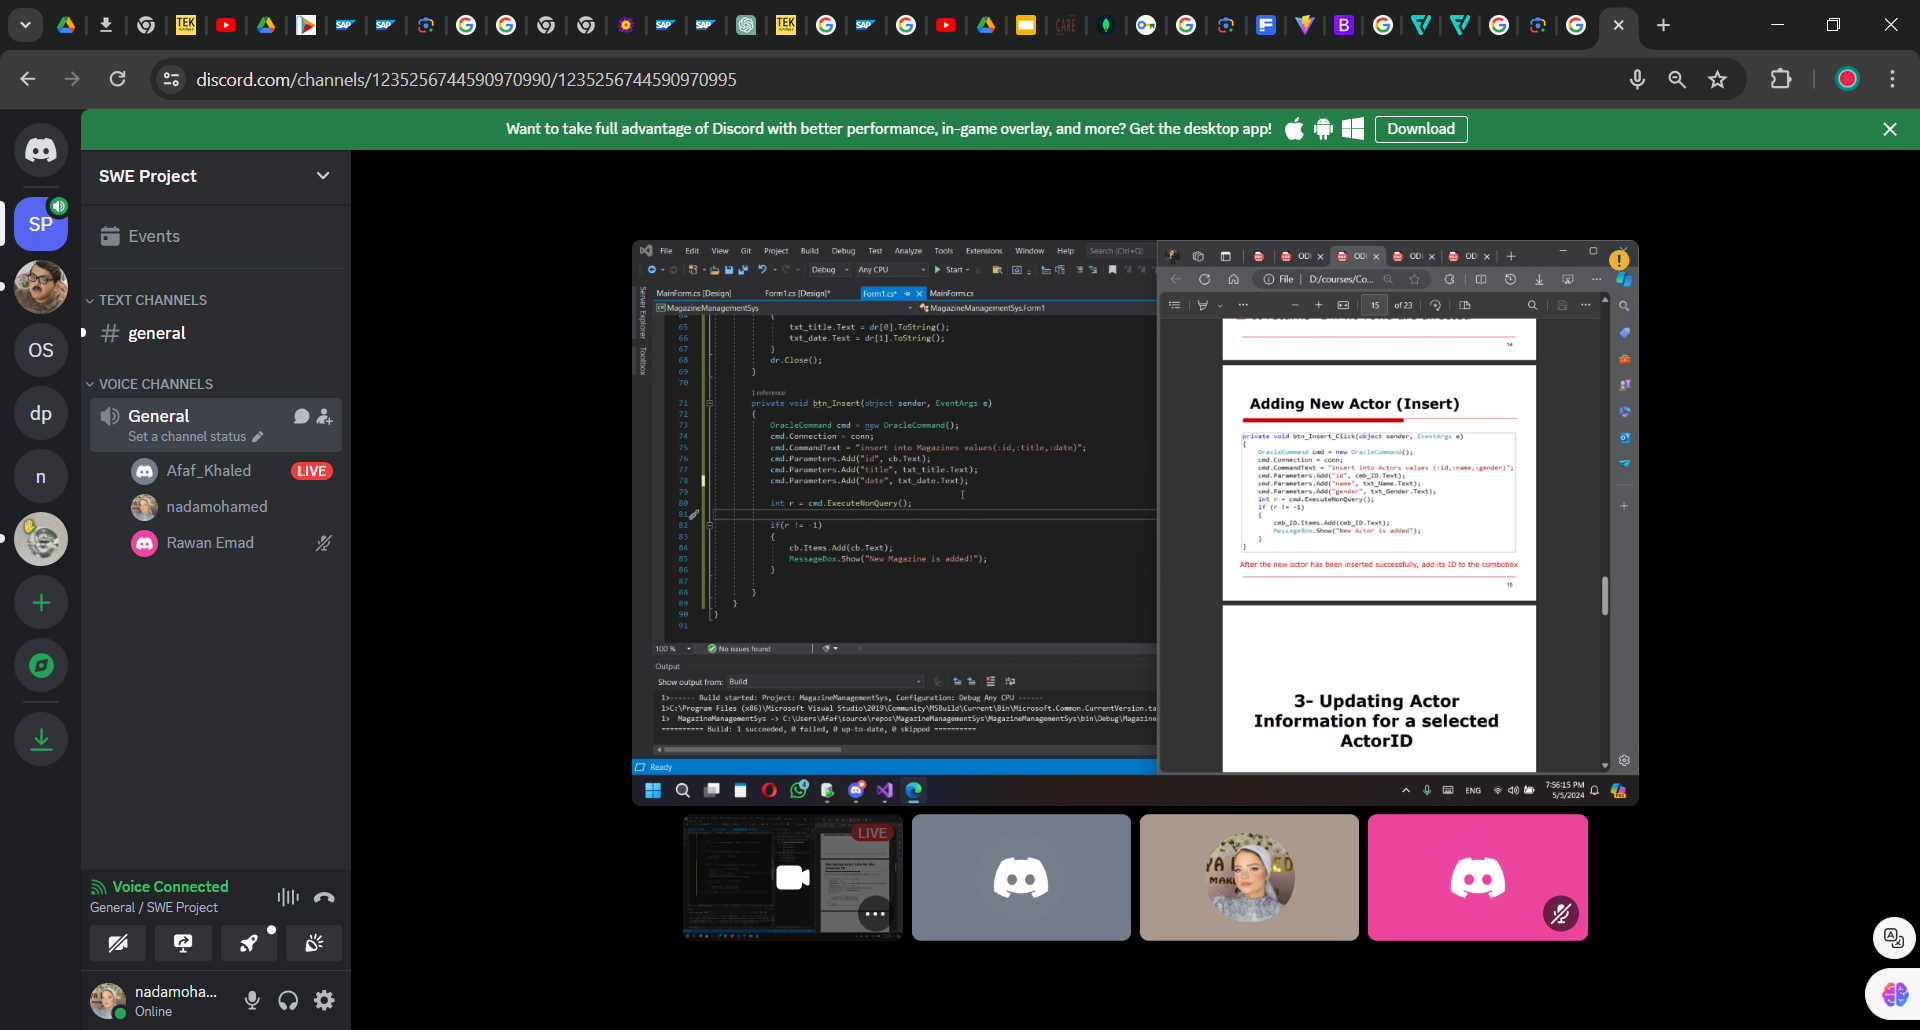 discord.com/channels/1235256744590970990/1235256744590970995
Want to take full advantage of Discord with better performance, in-game overlay, and more? Get the desktop app!
Download
SWE Project
SP
Events
TEXT CHANNELS
general
OS
VOICE CHANNELS
dp
General
Set a channel status
Afaf_Khaled
LIVE
n
nadamohamed
Rawan Emad
Voice Connected
General / SWE Project
nadamoha...
Online
File Edit View Git Project Build Debug Test Analyze Tools Extensions Window Help Search (Ctrl+Q)
Debug Any CPU Start
MainForm.cs [Design] Form1.cs [Design]* Form1.cs* MainForm.cs
MagazineManagementSys MagazineManagementSys.Form1
Server Explorer
Toolbox
64 {
65 txt_title.Text = dr[0].ToString();
66 txt_date.Text = dr[1].ToString();
67 }
68 dr.Close();
69 }
70
1 reference
71 private void btn_Insert(object sender, EventArgs e)
72 {
73 OracleCommand cmd = new OracleCommand();
74 cmd.Connection = conn;
75 cmd.CommandText = "insert into Magazines values(:id,:title,:date)";
76 cmd.Parameters.Add("id", cb.Text);
77 cmd.Parameters.Add("title", txt_title.Text);
78 cmd.Parameters.Add("date", txt_date.Text);
79
80 int r = cmd.ExecuteNonQuery();
81
82 if(r != -1)
83 {
84 cb.Items.Add(cb.Text);
85 MessageBox.Show("New Magazine is added!");
86 }
87
88 }
89 }
90 }
91
100 % No issues found
Output
Show output from: Build
1>------ Build started: Project: MagazineManagementSys, Configuration: Debug Any CPU ------
1>C:\Program Files (x86)\Microsoft Visual Studio\2019\Community\MSBuild\Current\Bin\Microsoft.Common.CurrentVersion.ta
1> MagazineManagementSys -> C:\Users\Afaf\source\repos\MagazineManagementSys\MagazineManagementSys\bin\Debug\Magazine
========== Build: 1 succeeded, 0 failed, 0 up-to-date, 0 skipped ==========
Ready
OD OD OD OD
File D:/courses/Co...
15 of 23
14
Adding New Actor (Insert)
private void btn_Insert_Click(object sender, EventArgs e)
{
OracleCommand cmd = new OracleCommand();
cmd.Connection = conn;
cmd.CommandText = "insert into Actors values (:id,:name,:gender)";
cmd.Parameters.Add("id", cmb_ID.Text);
cmd.Parameters.Add("name", txt_Name.Text);
cmd.Parameters.Add("gender", txt_Gender.Text);
int r = cmd.ExecuteNonQuery();
if (r != -1)
{
cmb_ID.Items.Add(cmb_ID.Text);
MessageBox.Show("New Actor is added");
}
}
After the new actor has been inserted successfully, add its ID to the combobox
15
3- Updating Actor
Information for a selected
ActorID
ENG
7:56:15 PM
5/5/2024
LIVE